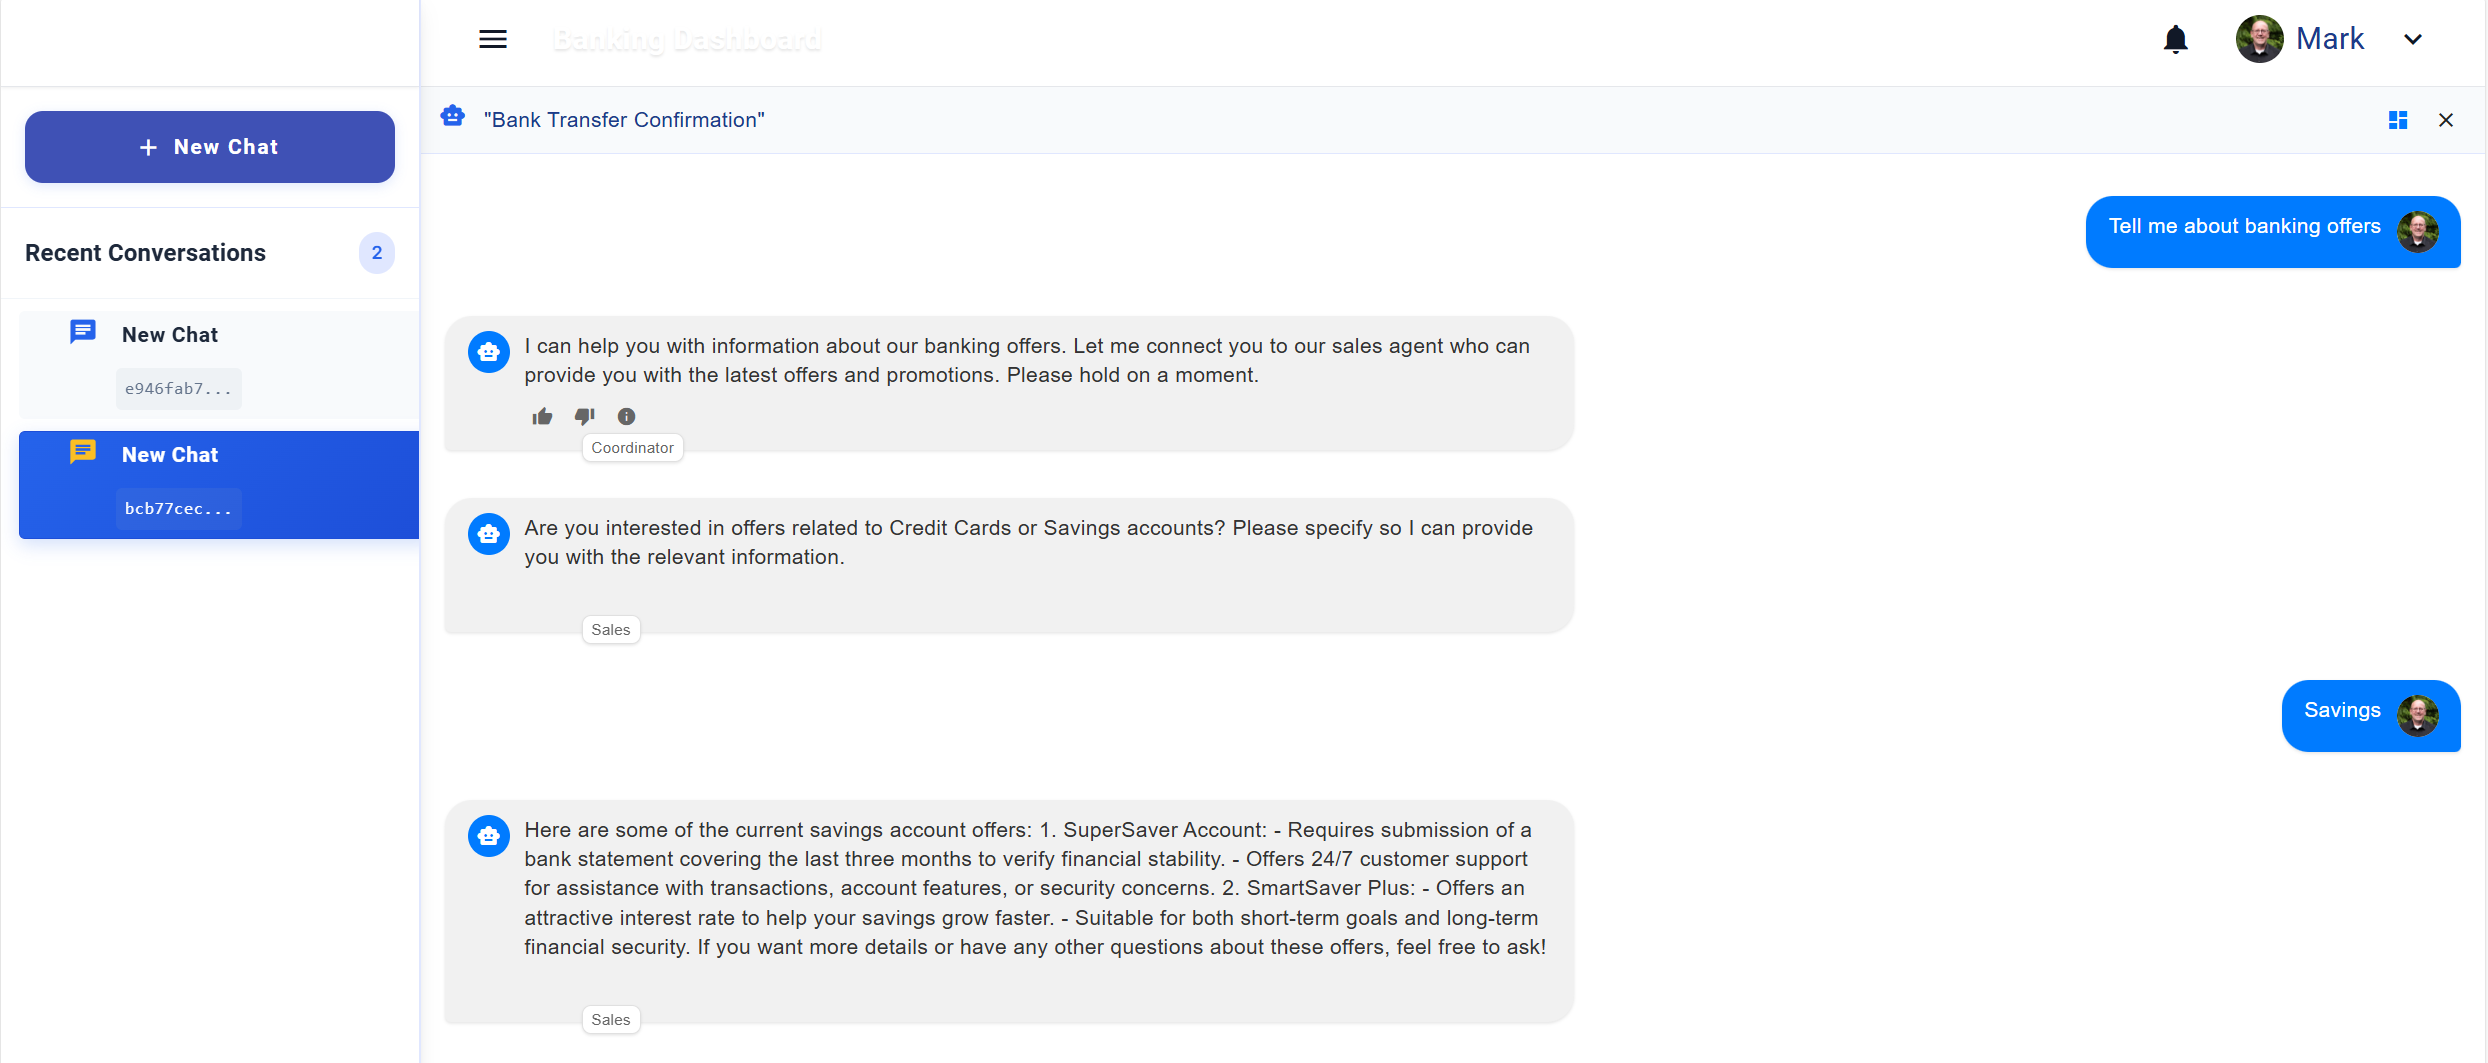 Banking Dashboard
Mark
+ New Chat
"Bank Transfer Confirmation"
Recent Conversations
2
New Chat
e946fab7...
New Chat
bcb77cec...
Tell me about banking offers
I can help you with information about our banking offers. Let me connect you to our sales agent who can
provide you with the latest offers and promotions. Please hold on a moment.
Coordinator
Are you interested in offers related to Credit Cards or Savings accounts? Please specify so I can provide
you with the relevant information.
Sales
Savings
Here are some of the current savings account offers: 1. SuperSaver Account: - Requires submission of a
bank statement covering the last three months to verify financial stability. - Offers 24/7 customer support
for assistance with transactions, account features, or security concerns. 2. SmartSaver Plus: - Offers an
attractive interest rate to help your savings grow faster. - Suitable for both short-term goals and long-term
financial security. If you want more details or have any other questions about these offers, feel free to ask!
Sales